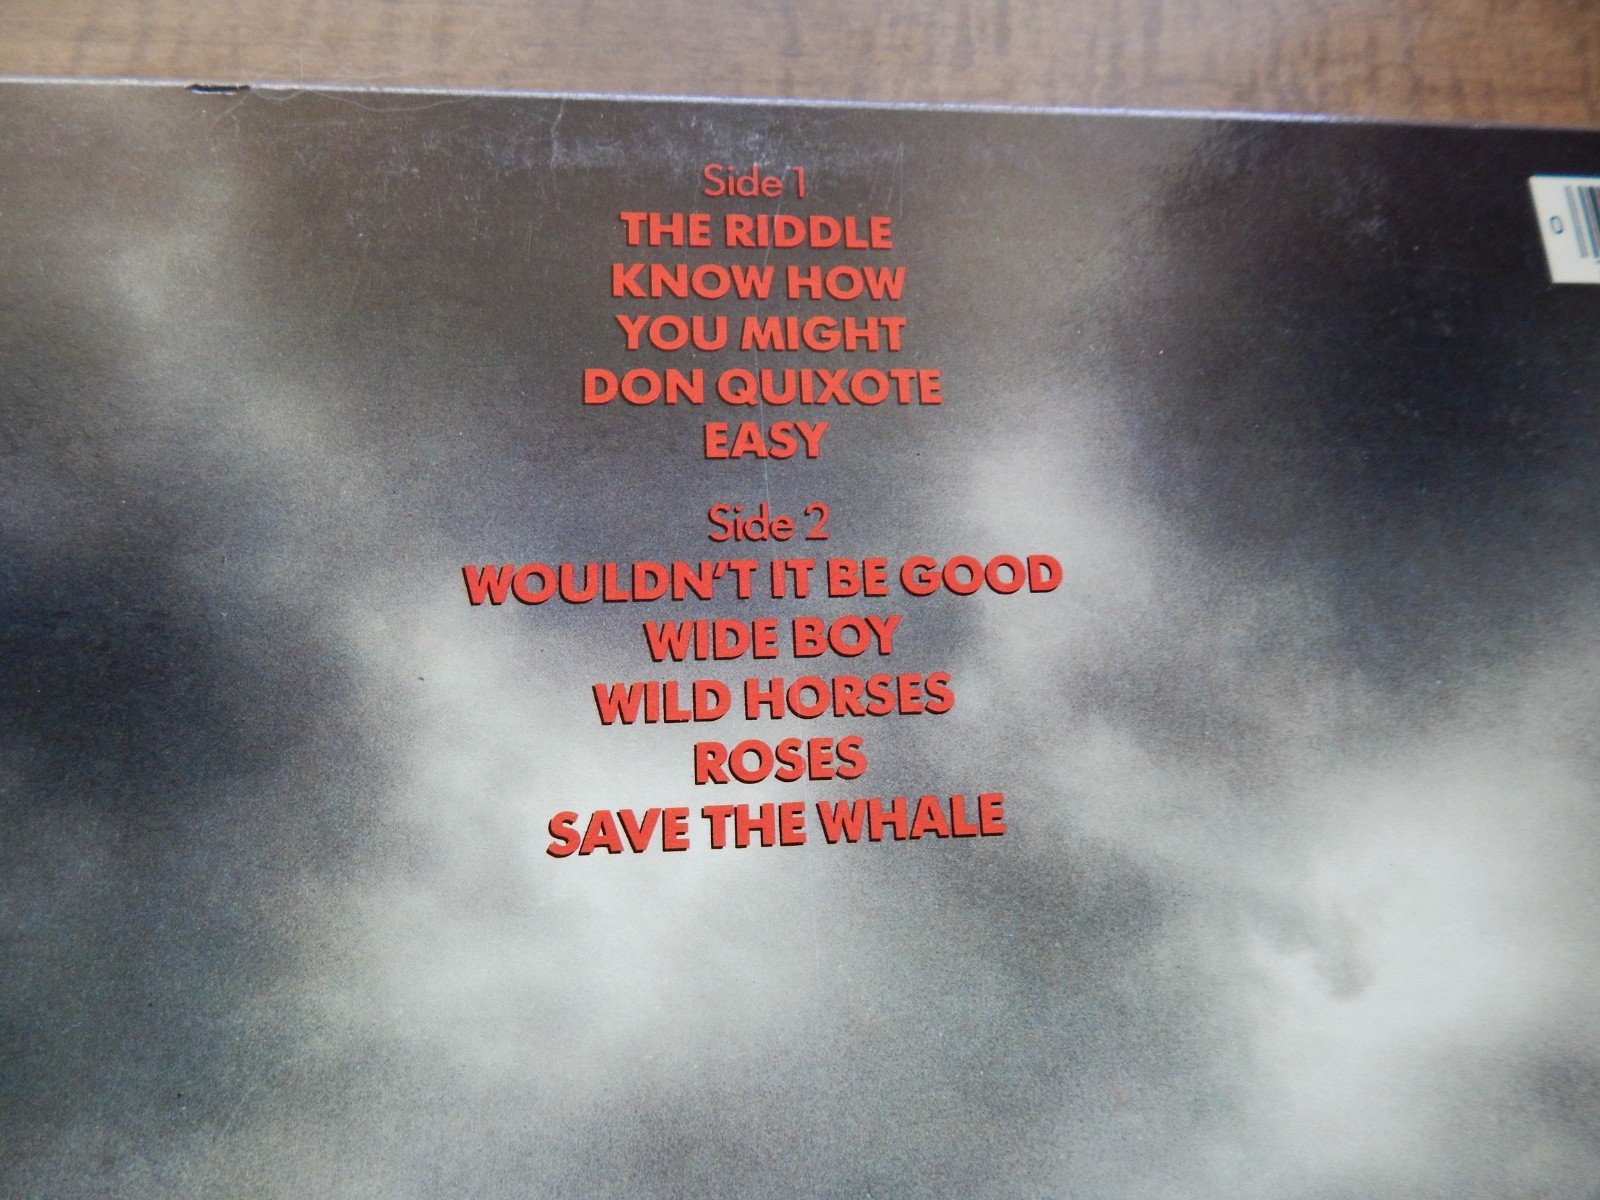 Side 1
THE RIDDLE
KNOW HOW
YOU MIGHT
DON QUIXOTE
EASY
Side 2
WOULDN'T IT BE GOOD
WIDE BOY
WILD HORSES
ROSES
SAVE THE WHALE
0